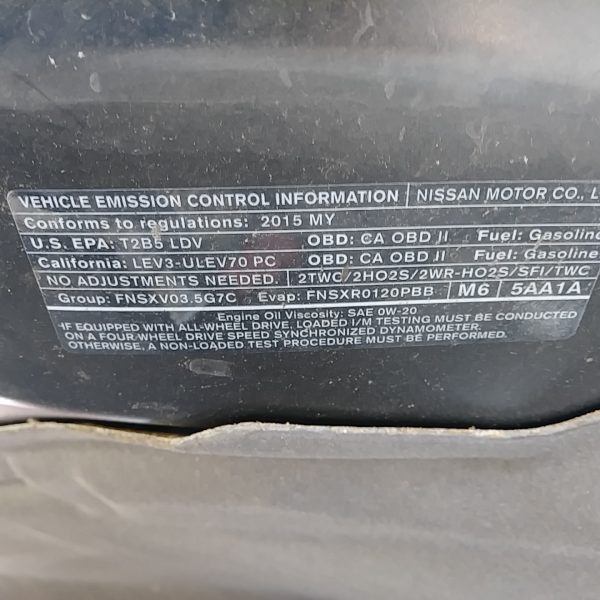 VEHICLE EMISSION CONTROL INFORMATION NISSAN MOTOR CO., L
Conforms to regulations: 2015 MY
U.S. EPA: T2B5 LDV OBD: CA OBD II Fuel: Gasoline
California: LEV3-ULEV70 PC OBD: CA OBD II Fuel: Gasoline
NO ADJUSTMENTS NEEDED. 2TWC/2HO2S/2WR-HO2S/SFI/TWC
Group: FNSXV03.5G7C Evap: FNSXR0120PBB M6 5AA1A
Engine Oil Viscosity: SAE 0W-20
·IF EQUIPPED WITH ALL-WHEEL DRIVE, LOADED I/M TESTING MUST BE CONDUCTED
ON A FOUR WHEEL DRIVE SPEED SYNCHRONIZED DYNAMOMETER.
OTHERWISE, A NON-LOADED TEST PROCEDURE MUST BE PERFORMED.